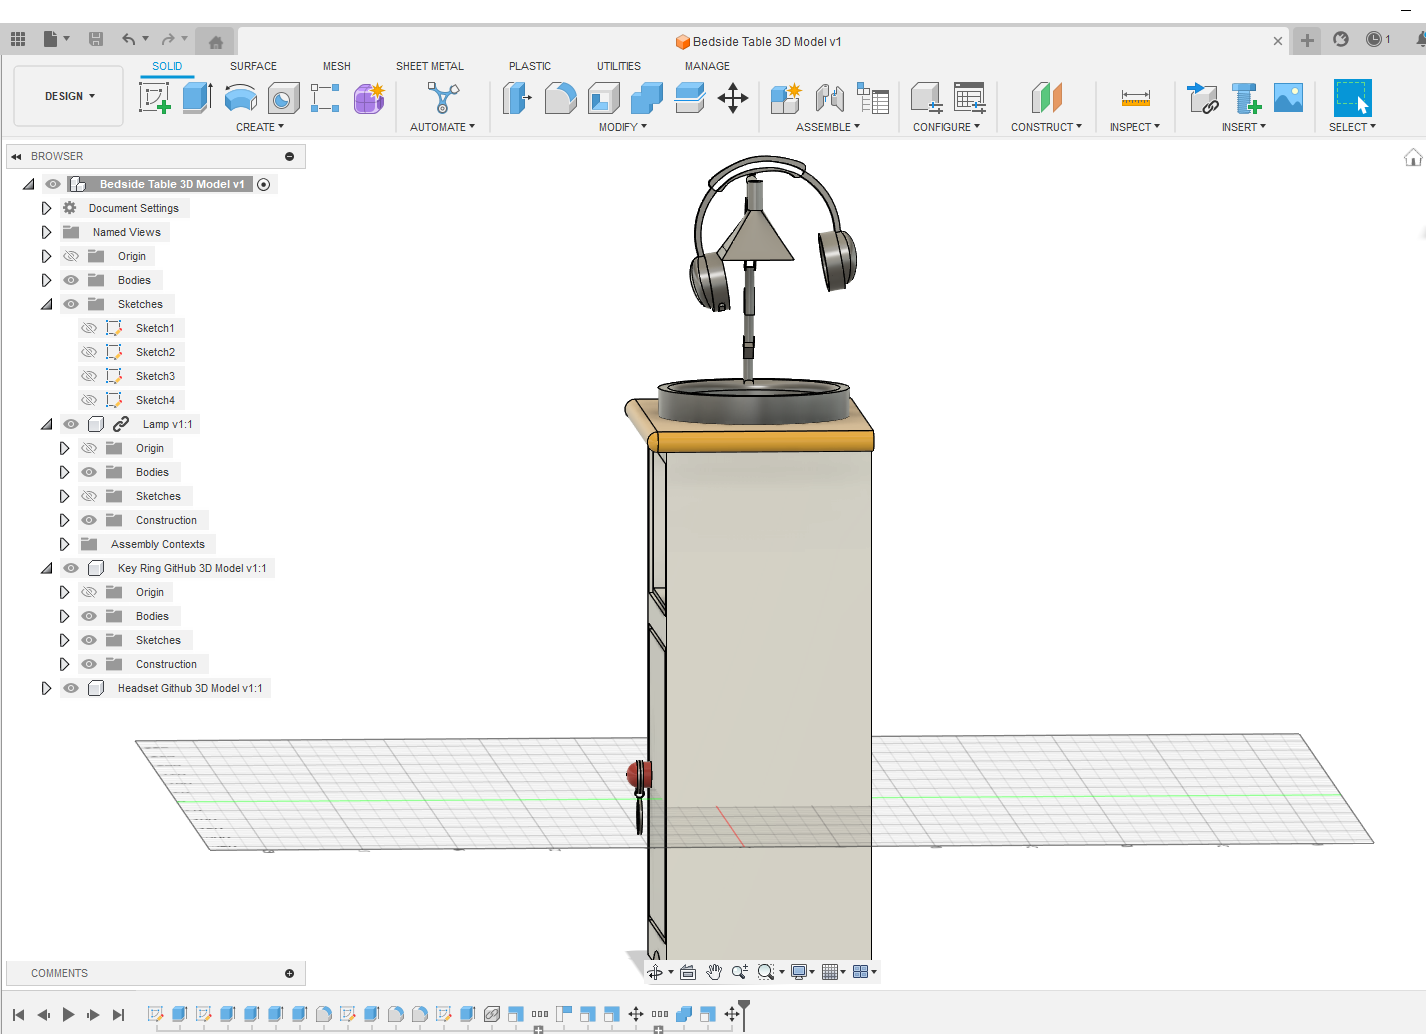 Bedside Table 3D Model v1
1
SOLID SURFACE MESH SHEET METAL PLASTIC UTILITIES MANAGE
DESIGN
CREATE AUTOMATE MODIFY ASSEMBLE CONFIGURE CONSTRUCT INSPECT INSERT SELECT
BROWSER
Bedside Table 3D Model v1
Document Settings
Named Views
Origin
Bodies
Sketches
Sketch1
Sketch2
Sketch3
Sketch4
Lamp v1:1
Origin
Bodies
Sketches
Construction
Assembly Contexts
Key Ring GitHub 3D Model v1:1
Origin
Bodies
Sketches
Construction
Headset Github 3D Model v1:1
COMMENTS